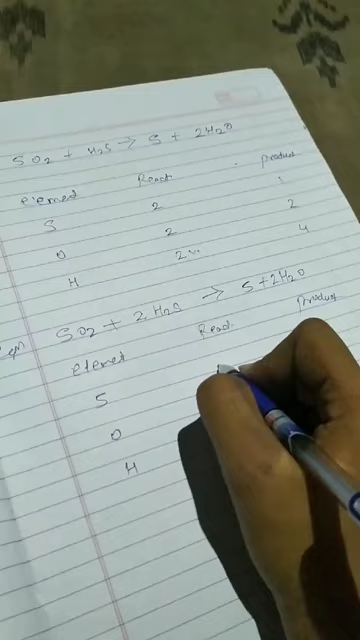 SO2 + H2S → S + 2H2O
element React. product
S 2 1
O 2 2
H 2 4
SO2 + 2H2S → S + 2H2O
element React. product
S
O
H